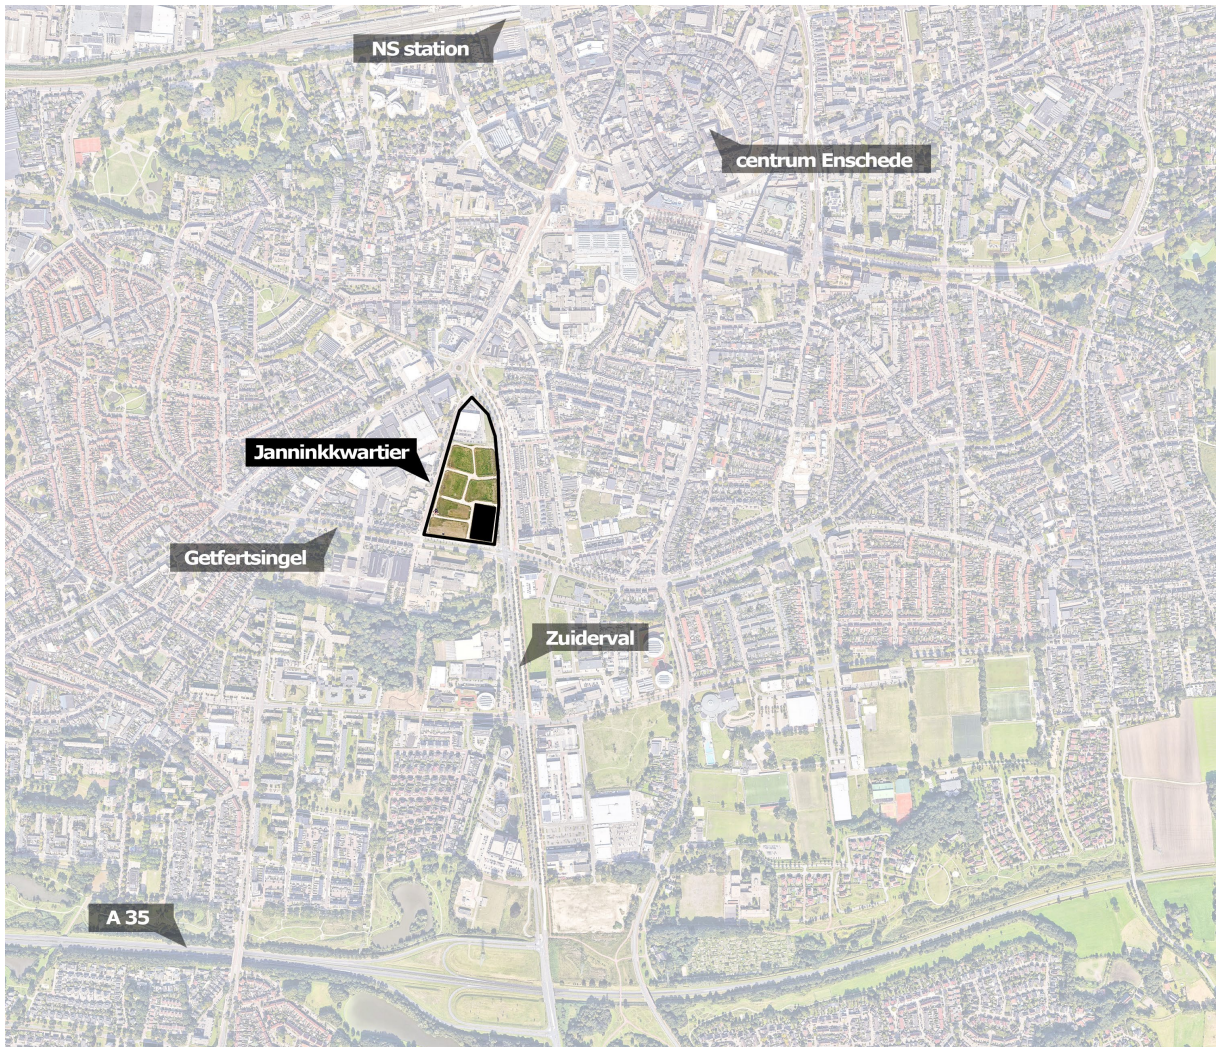 NS station
centrum Enschede
Janninkkwartier
Getfertsingel
Zuiderval
A 35